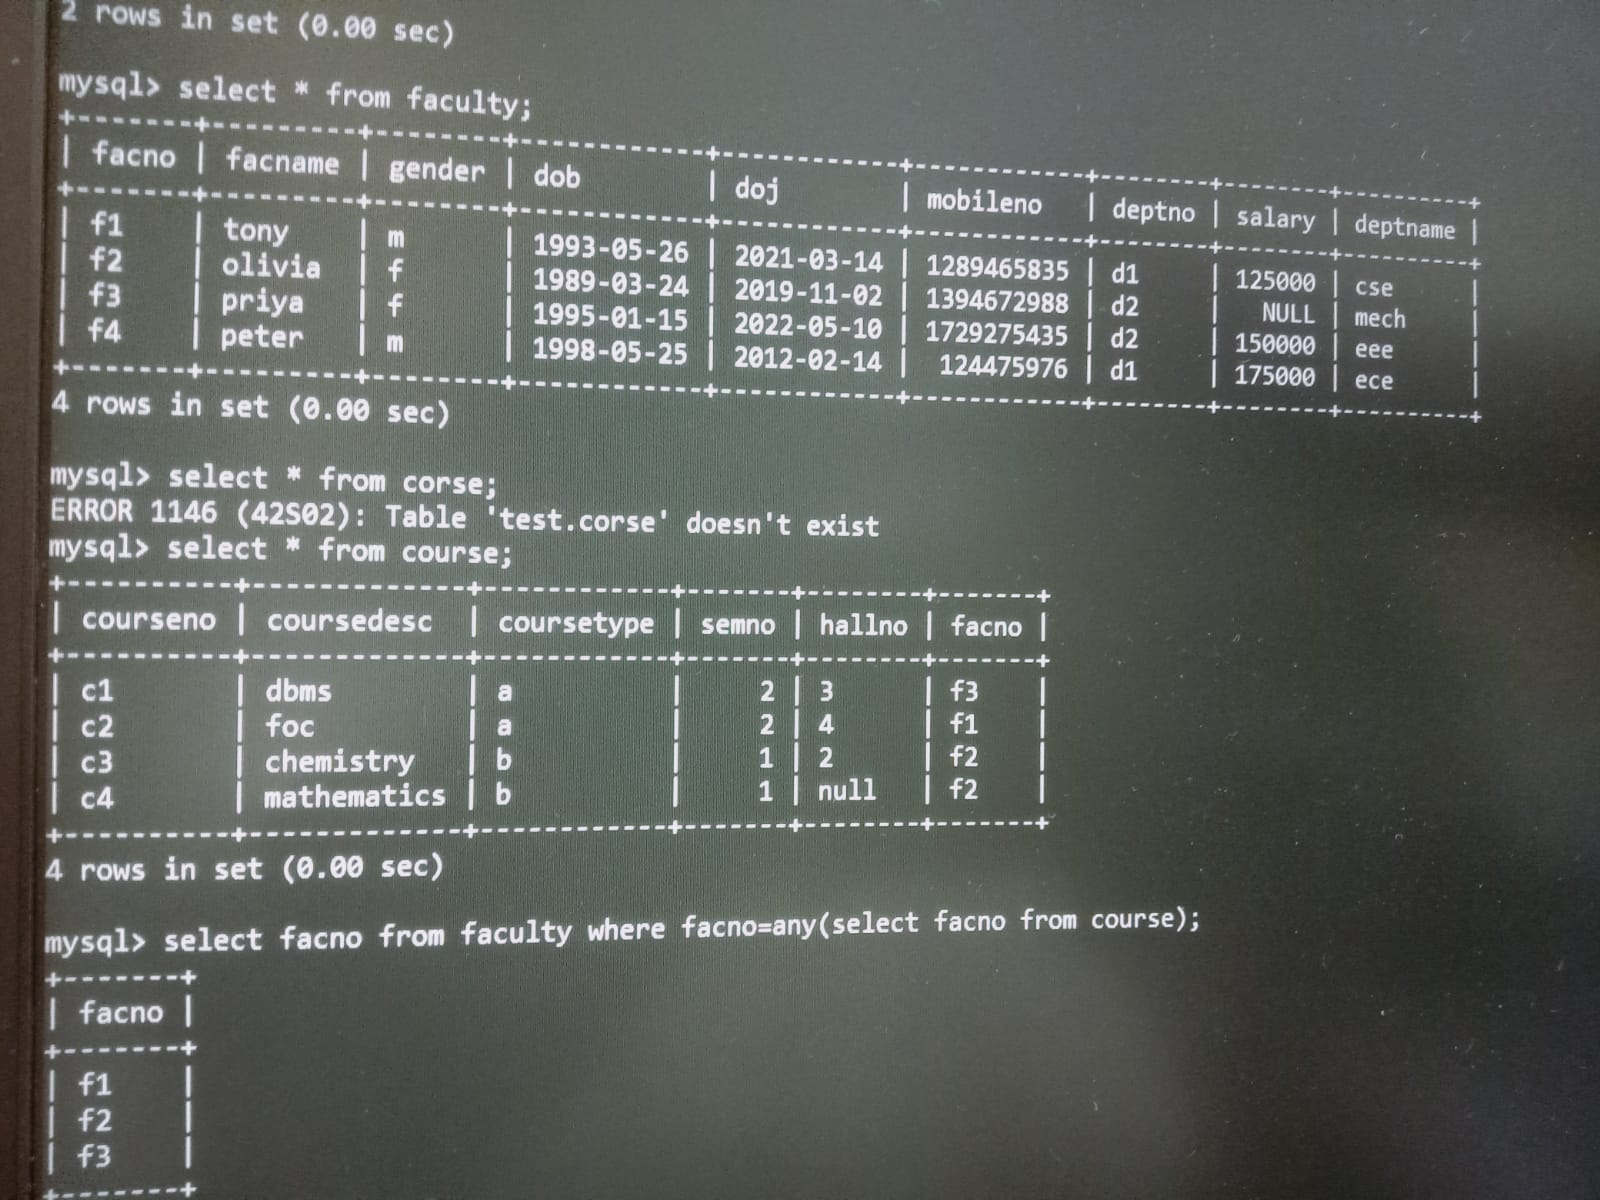 2 rows in set (0.00 sec)
mysql> select * from faculty;
+-------+---------+--------+------------+------------+------------+--------+--------+----------+
| facno | facname | gender | dob | doj | mobileno | deptno | salary | deptname |
+-------+---------+--------+------------+------------+------------+--------+--------+----------+
| f1 | tony | m | 1993-05-26 | 2021-03-14 | 1289465835 | d1 | 125000 | cse |
| f2 | olivia | f | 1989-03-24 | 2019-11-02 | 1394672988 | d2 | NULL | mech |
| f3 | priya | f | 1995-01-15 | 2022-05-10 | 1729275435 | d2 | 150000 | eee |
| f4 | peter | m | 1998-05-25 | 2012-02-14 | 124475976 | d1 | 175000 | ece |
+-------+---------+--------+------------+------------+------------+--------+--------+----------+
4 rows in set (0.00 sec)
mysql> select * from corse;
ERROR 1146 (42S02): Table 'test.corse' doesn't exist
mysql> select * from course;
+----------+-------------+------------+-------+--------+-------+
| courseno | coursedesc | coursetype | semno | hallno | facno |
+----------+-------------+------------+-------+--------+-------+
| c1 | dbms | a | 2 | 3 | f3 |
| c2 | foc | a | 2 | 4 | f1 |
| c3 | chemistry | b | 1 | 2 | f2 |
| c4 | mathematics | b | 1 | null | f2 |
+----------+-------------+------------+-------+--------+-------+
4 rows in set (0.00 sec)
mysql> select facno from faculty where facno=any(select facno from course);
+-------+
| facno |
+-------+
| f1 |
| f2 |
| f3 |
+-------+